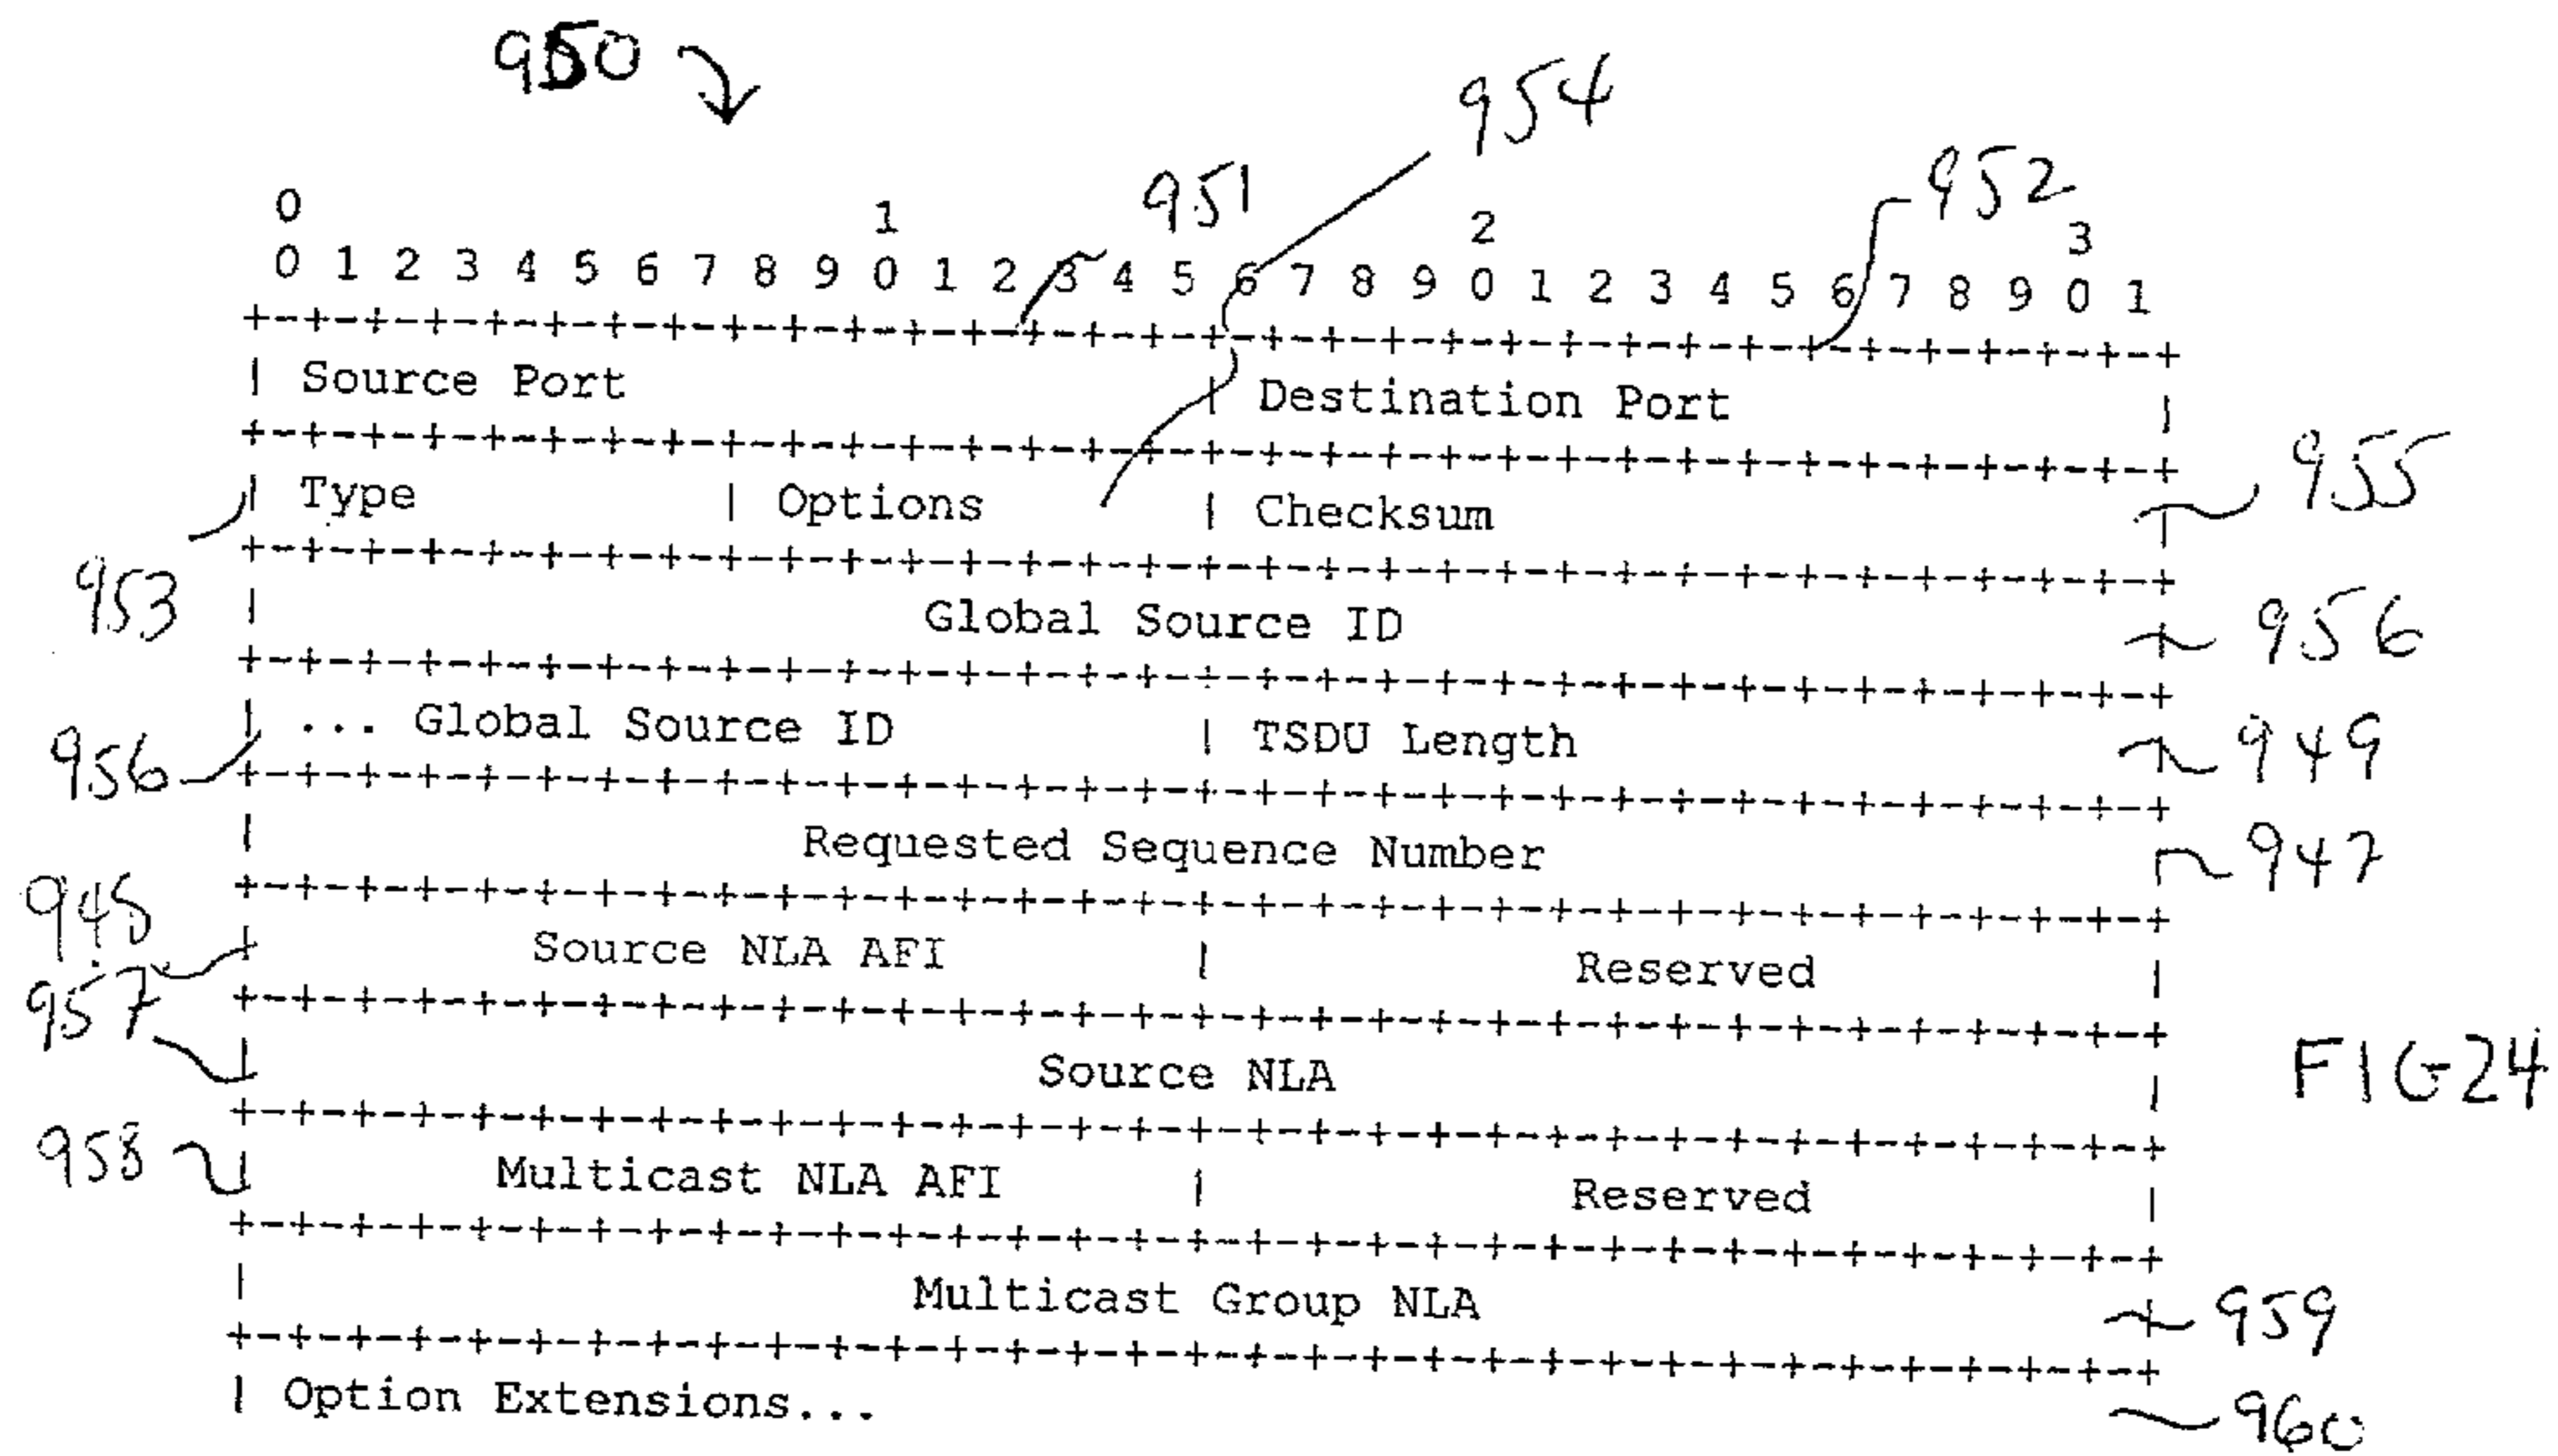 950
954
951
952
0 1 2 3
0 1 2 3 4 5 6 7 8 9 0 1 2 3 4 5 6 7 8 9 0 1 2 3 4 5 6 7 8 9 0 1
+-+-+-+-+-+-+-+-+-+-+-+-+-+-+-+-+-+-+-+-+-+-+-+-+-+-+-+-+-+-+-+-+
| Source Port | Destination Port |
+-+-+-+-+-+-+-+-+-+-+-+-+-+-+-+-+-+-+-+-+-+-+-+-+-+-+-+-+-+-+-+-+
| Type | Options | Checksum | 955
+-+-+-+-+-+-+-+-+-+-+-+-+-+-+-+-+-+-+-+-+-+-+-+-+-+-+-+-+-+-+-+-+
953 | Global Source ID | 956
+-+-+-+-+-+-+-+-+-+-+-+-+-+-+-+-+-+-+-+-+-+-+-+-+-+-+-+-+-+-+-+-+
956 | ... Global Source ID | TSDU Length | 949
+-+-+-+-+-+-+-+-+-+-+-+-+-+-+-+-+-+-+-+-+-+-+-+-+-+-+-+-+-+-+-+-+
| Requested Sequence Number | 947
+-+-+-+-+-+-+-+-+-+-+-+-+-+-+-+-+-+-+-+-+-+-+-+-+-+-+-+-+-+-+-+-+
| Source NLA AFI | Reserved |
+-+-+-+-+-+-+-+-+-+-+-+-+-+-+-+-+-+-+-+-+-+-+-+-+-+-+-+-+-+-+-+-+
957 | Source NLA | FIG 24
+-+-+-+-+-+-+-+-+-+-+-+-+-+-+-+-+-+-+-+-+-+-+-+-+-+-+-+-+-+-+-+-+
958 | Multicast NLA AFI | Reserved |
+-+-+-+-+-+-+-+-+-+-+-+-+-+-+-+-+-+-+-+-+-+-+-+-+-+-+-+-+-+-+-+-+
| Multicast Group NLA | 959
+-+-+-+-+-+-+-+-+-+-+-+-+-+-+-+-+-+-+-+-+-+-+-+-+-+-+-+-+-+-+-+-+
| Option Extensions... 960